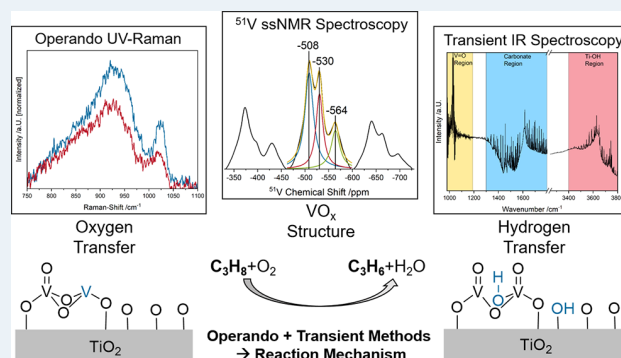 Operando UV-Raman
Intensity /a.u. [normalized]
750 800 850 900 950 1000 1050 1100
Raman-Shift /cm⁻¹
Oxygen
Transfer
⁵¹V ssNMR Spectroscopy
-508
-530
-564
-350 -400 -450 -500 -550 -600 -650 -700
⁵¹V Chemical Shift /ppm
VOₓ
Structure
Transient IR Spectroscopy
V=O
Region
Carbonate
Region
Ti-OH
Region
Intensity /a.u.
1000 1200 1400 1600 3400 3600 3800
Wavenumber /cm⁻¹
Hydrogen
Transfer
C₃H₈+O₂
C₃H₆+H₂O
Operando + Transient Methods
→ Reaction Mechanism
O
V V
O O O O O O O
TiO₂
O H O
V O V
O O O OH O O
TiO₂